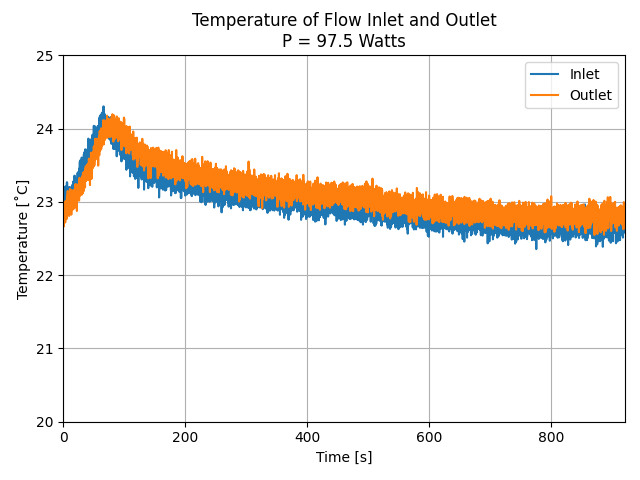 Temperature of Flow Inlet and Outlet
P = 97.5 Watts
25
24
23
22
21
20
Temperature [˚C]
Inlet
Outlet
0
200
400
600
800
Time [s]